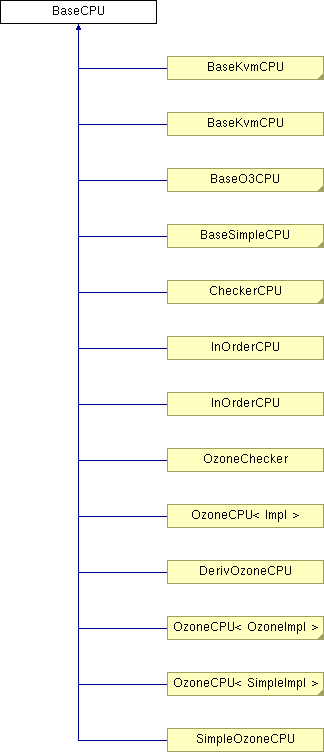 BaseCPU
BaseKvmCPU
BaseKvmCPU
BaseO3CPU
BaseSimpleCPU
CheckerCPU
InOrderCPU
InOrderCPU
OzoneChecker
OzoneCPU< Impl >
DerivOzoneCPU
OzoneCPU< OzoneImpl >
OzoneCPU< SimpleImpl >
SimpleOzoneCPU